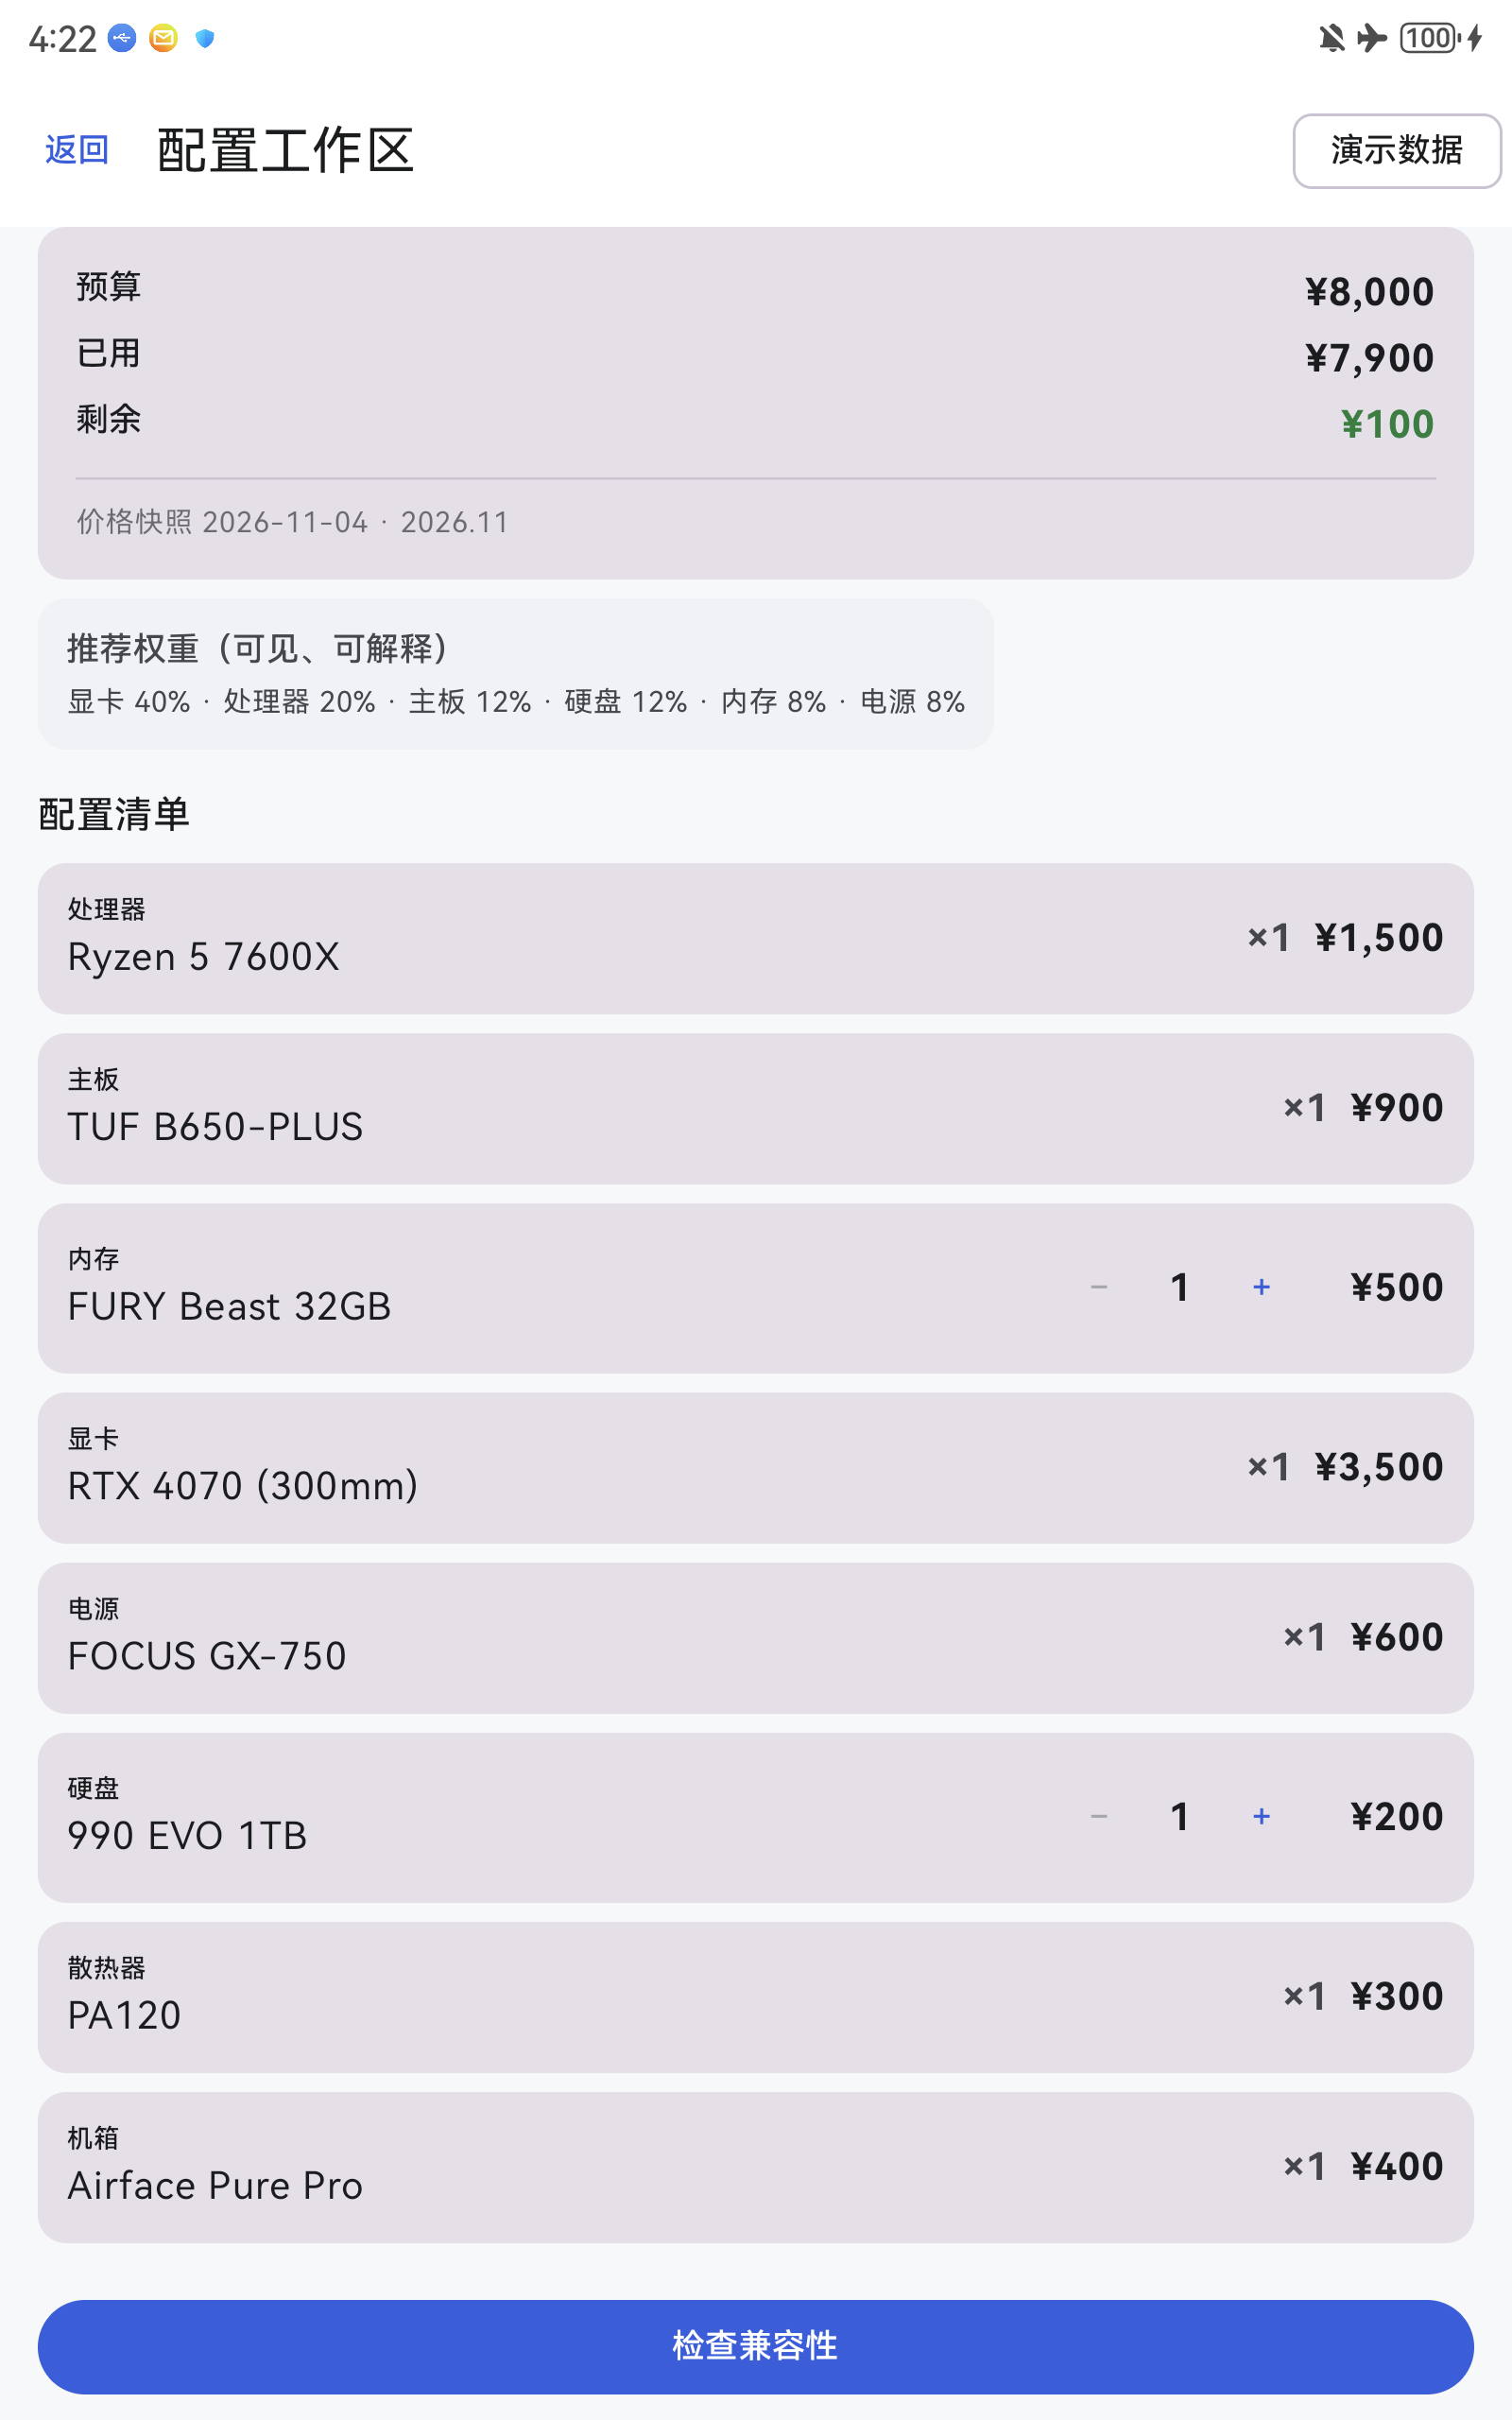 4:22
100
返回 配置工作区 演示数据
预算 ¥8,000
已用 ¥7,900
剩余 ¥100
价格快照 2026-11-04 · 2026.11
推荐权重（可见、可解释）
显卡 40% · 处理器 20% · 主板 12% · 硬盘 12% · 内存 8% · 电源 8%
配置清单
处理器
Ryzen 5 7600X
×1 ¥1,500
主板
TUF B650-PLUS
×1 ¥900
内存
FURY Beast 32GB
− 1 + ¥500
显卡
RTX 4070 (300mm)
×1 ¥3,500
电源
FOCUS GX-750
×1 ¥600
硬盘
990 EVO 1TB
− 1 + ¥200
散热器
PA120
×1 ¥300
机箱
Airface Pure Pro
×1 ¥400
检查兼容性